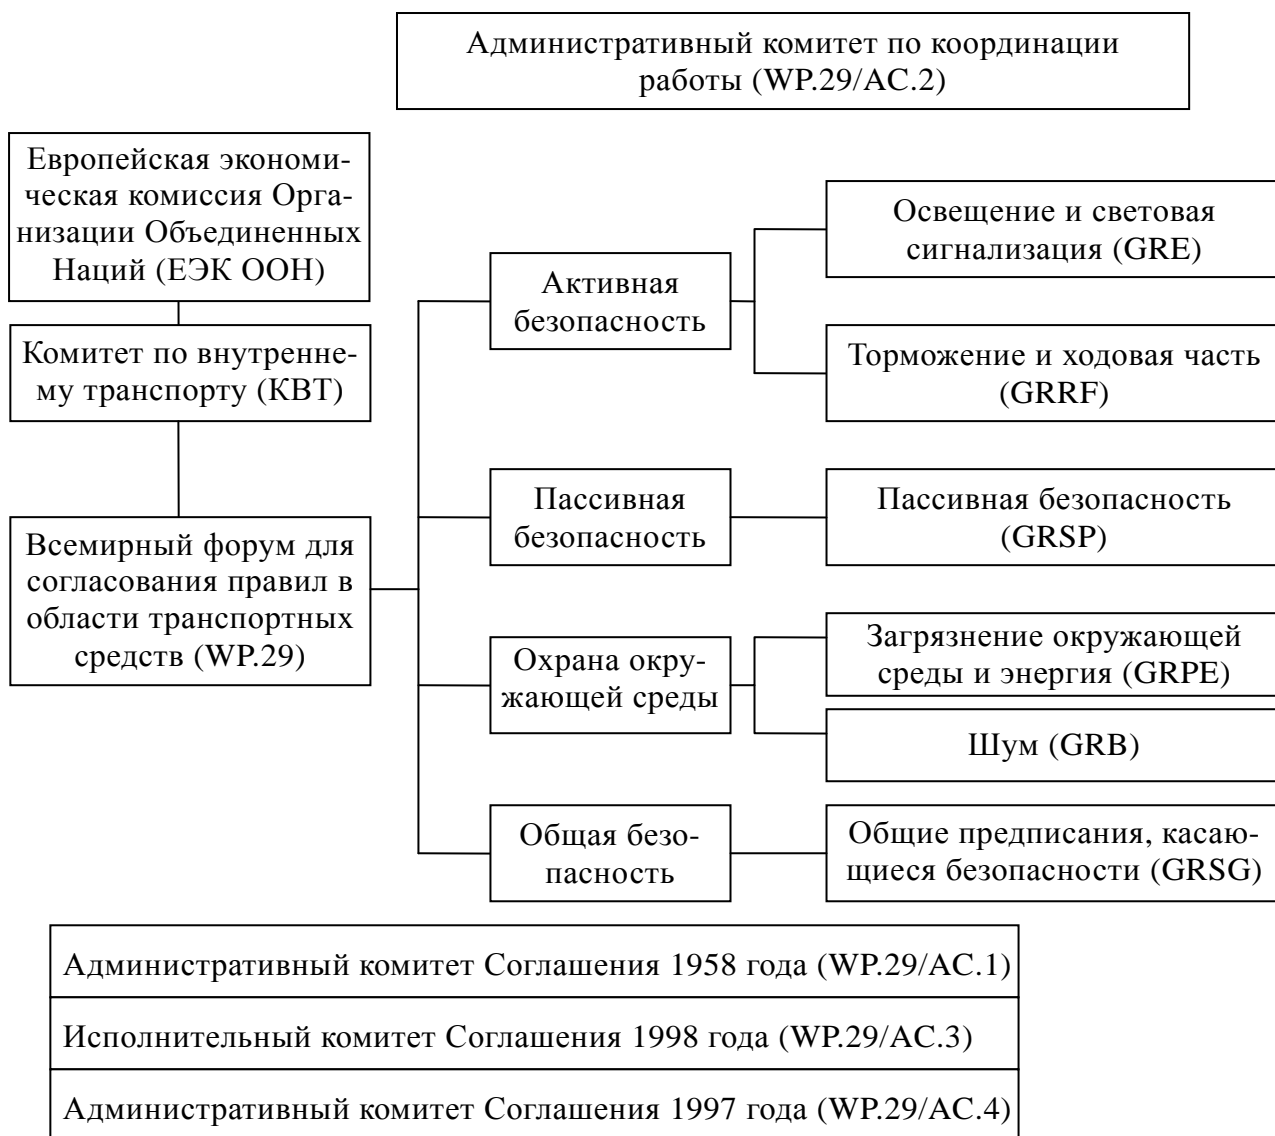 Административный комитет по координации
работы (WP.29/AC.2)
Европейская экономи-
ческая комиссия Орга-
низации Объединенных
Наций (ЕЭК ООН)
Комитет по внутренне-
му транспорту (КВТ)
Всемирный форум для
согласования правил в
области транспортных
средств (WP.29)
Активная
безопасность
Освещение и световая
сигнализация (GRE)
Торможение и ходовая часть
(GRRF)
Пассивная
безопасность
Пассивная безопасность
(GRSP)
Охрана окру-
жающей среды
Загрязнение окружающей
среды и энергия (GRPE)
Шум (GRB)
Общая безо-
пасность
Общие предписания, касаю-
щиеся безопасности (GRSG)
Административный комитет Соглашения 1958 года (WP.29/AC.1)
Исполнительный комитет Соглашения 1998 года (WP.29/AC.3)
Административный комитет Соглашения 1997 года (WP.29/AC.4)